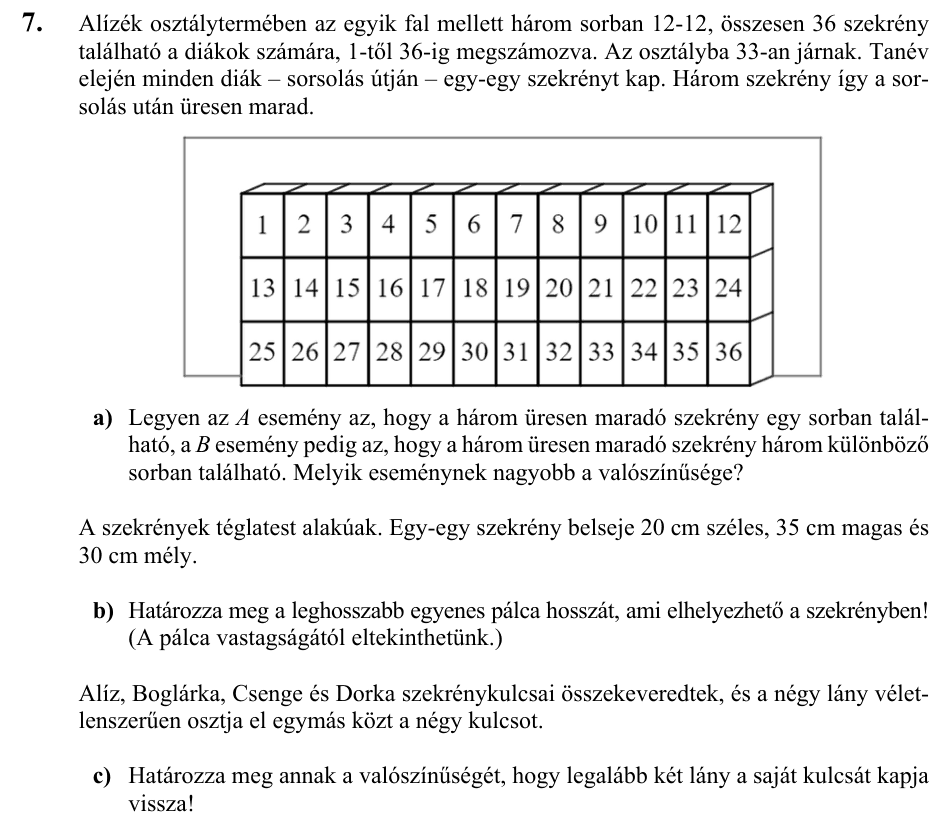 7. Alízék osztálytermében az egyik fal mellett három sorban 12-12, összesen 36 szekrény
található a diákok számára, 1-től 36-ig megszámozva. Az osztályba 33-an járnak. Tanév
elején minden diák – sorsolás útján – egy-egy szekrényt kap. Három szekrény így a sor-
solás után üresen marad.
1 2 3 4 5 6 7 8 9 10 11 12
13 14 15 16 17 18 19 20 21 22 23 24
25 26 27 28 29 30 31 32 33 34 35 36
a) Legyen az A esemény az, hogy a három üresen maradó szekrény egy sorban talál-
ható, a B esemény pedig az, hogy a három üresen maradó szekrény három különböző
sorban található. Melyik eseménynek nagyobb a valószínűsége?
A szekrények téglatest alakúak. Egy-egy szekrény belseje 20 cm széles, 35 cm magas és
30 cm mély.
b) Határozza meg a leghosszabb egyenes pálca hosszát, ami elhelyezhető a szekrényben!
(A pálca vastagságától eltekinthetünk.)
Alíz, Boglárka, Csenge és Dorka szekrénykulcsai összekeveredtek, és a négy lány vélet-
lenszerűen osztja el egymás közt a négy kulcsot.
c) Határozza meg annak a valószínűségét, hogy legalább két lány a saját kulcsát kapja
vissza!